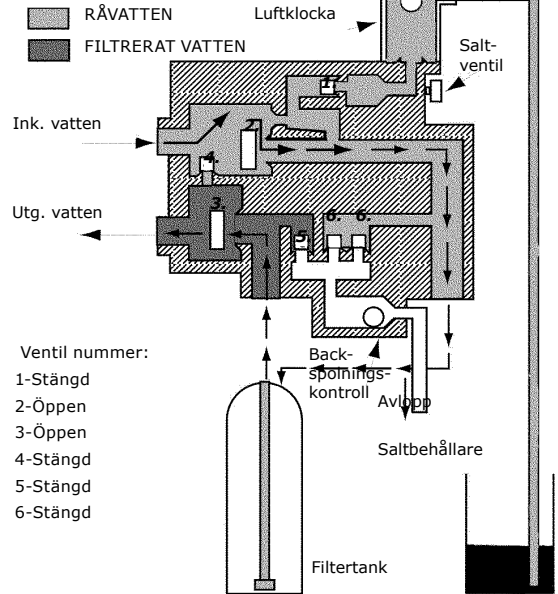 RÅVATTEN
FILTRERAT VATTEN
Luftklocka
Salt-
ventil
Ink. vatten
Utg. vatten
1.
2.
4.
3.
6. 6.
5.
Ventil nummer:
1-Stängd
2-Öppen
3-Öppen
4-Stängd
5-Stängd
6-Stängd
Back-
spolnings-
kontroll
Avlopp
Saltbehållare
Filtertank